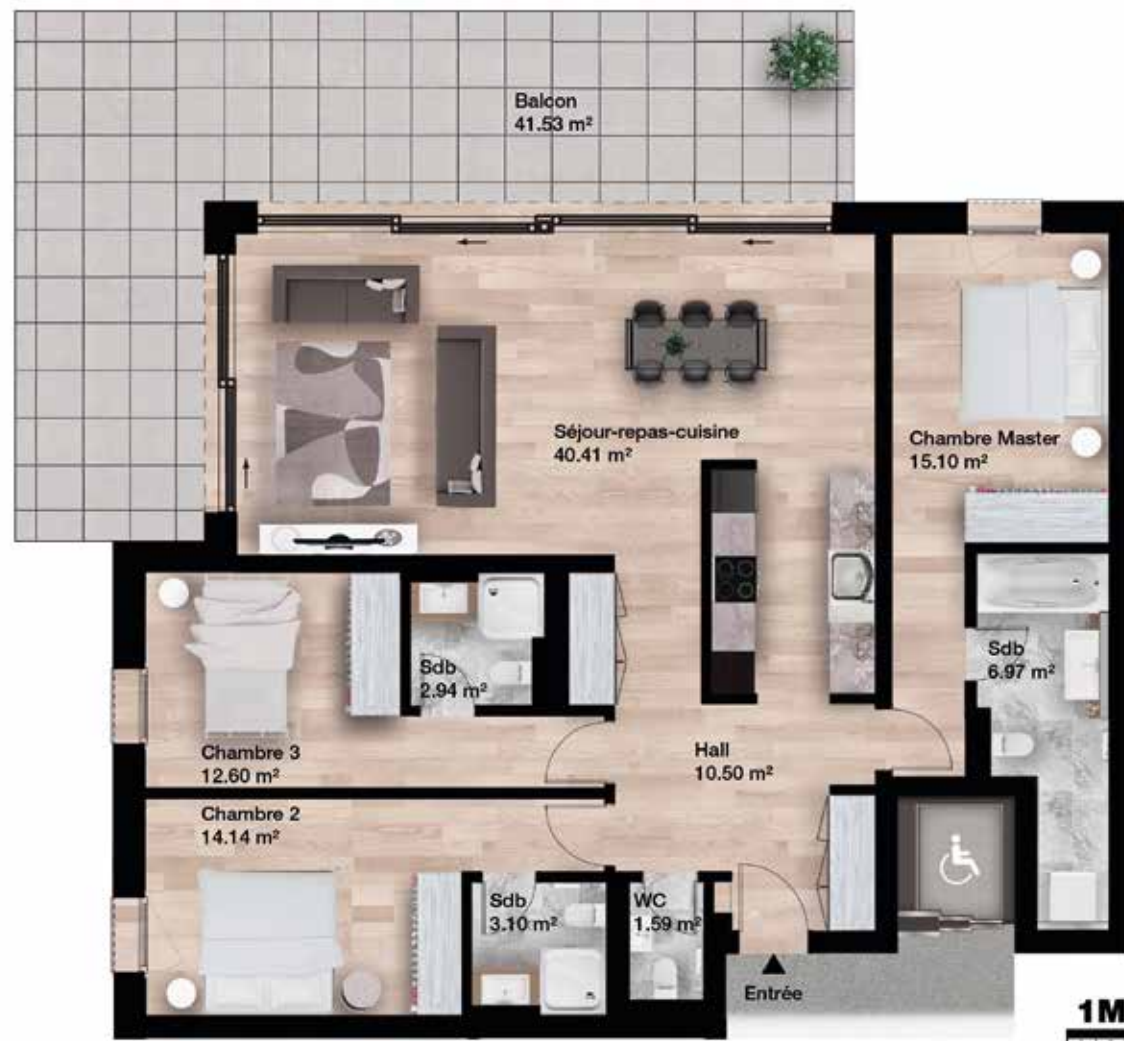 Balcon
41.53 m²
Séjour-repas-cuisine
40.41 m²
Chambre Master
15.10 m²
Sdb
2.94 m²
Sdb
6.97 m²
Chambre 3
12.60 m²
Hall
10.50 m²
Chambre 2
14.14 m²
Sdb
3.10 m²
WC
1.59 m²
Entrée
1M